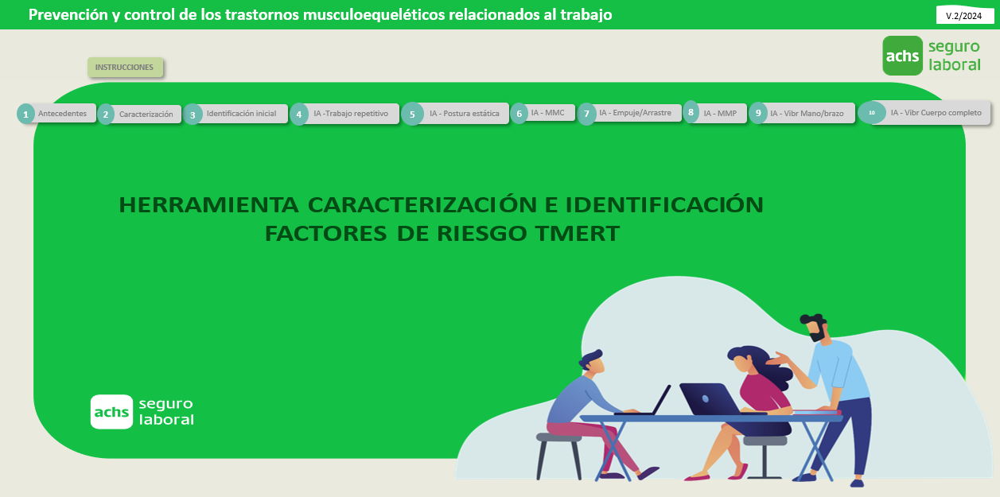 Prevención y control de los trastornos musculoequeléticos relacionados al trabajo
V.2/2024
achs seguro laboral
INSTRUCCIONES
1 Antecedentes
2 Caracterización
3 Identificación inicial
4 IA -Trabajo repetitivo
5 IA - Postura estática
6 IA - MMC
7 IA - Empuje/Arrastre
8 IA - MMP
9 IA - Vibr Mano/brazo
10 IA - Vibr Cuerpo completo
HERRAMIENTA CARACTERIZACIÓN E IDENTIFICACIÓN
FACTORES DE RIESGO TMERT
achs seguro laboral